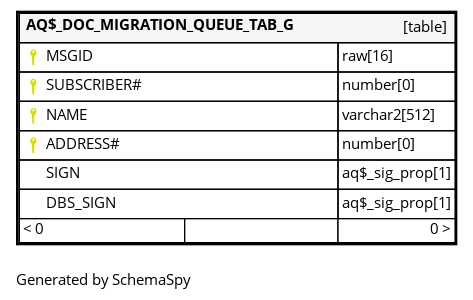 AQ$_DOC_MIGRATION_QUEUE_TAB_G [table]
MSGID raw[16]
SUBSCRIBER# number[0]
NAME varchar2[512]
ADDRESS# number[0]
SIGN aq$_sig_prop[1]
DBS_SIGN aq$_sig_prop[1]
< 0 0 >
Generated by SchemaSpy